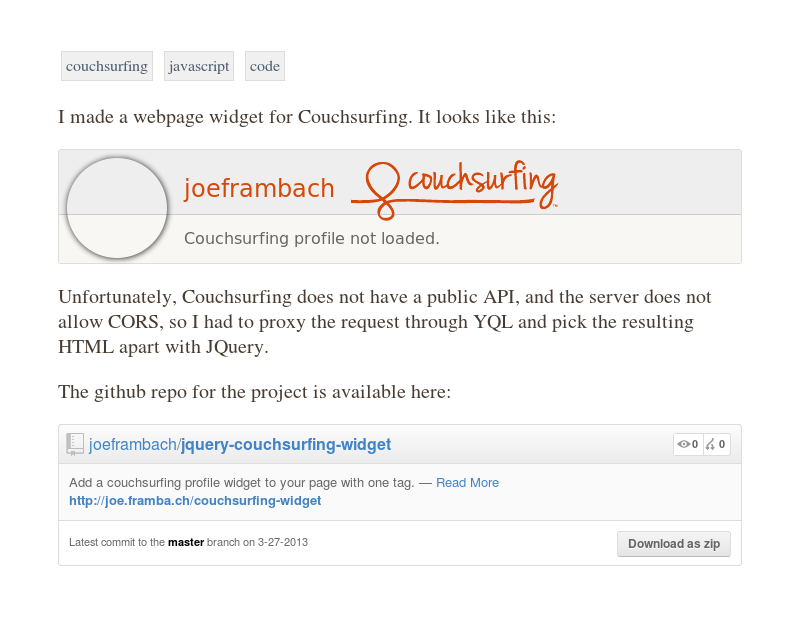 couchsurfing javascript code
I made a webpage widget for Couchsurfing. It looks like this:
joeframbach couchsurfing™
Couchsurfing profile not loaded.
Unfortunately, Couchsurfing does not have a public API, and the server does not
allow CORS, so I had to proxy the request through YQL and pick the resulting
HTML apart with JQuery.
The github repo for the project is available here:
joeframbach/jquery-couchsurfing-widget 0 0
Add a couchsurfing profile widget to your page with one tag. — Read More
http://joe.framba.ch/couchsurfing-widget
Latest commit to the master branch on 3-27-2013 Download as zip